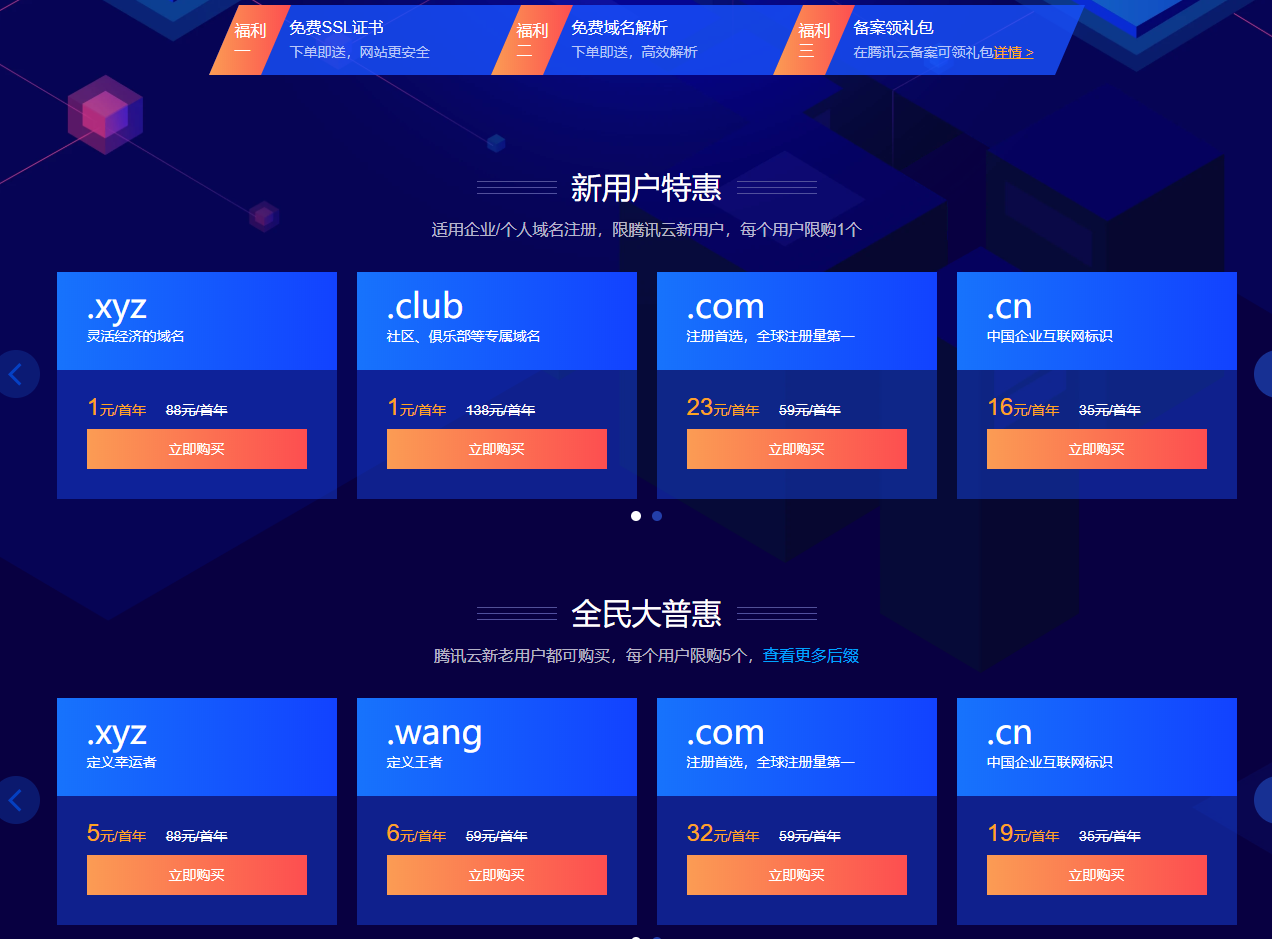 福利一 免费SSL证书
下单即送，网站更安全
福利二 免费域名解析
下单即送，高效解析
福利三 备案领礼包
在腾讯云备案可领礼包详情 >
新用户特惠
适用企业/个人域名注册，限腾讯云新用户，每个用户限购1个
.xyz
灵活经济的域名
1元/首年 88元/首年
立即购买
.club
社区、俱乐部等专属域名
1元/首年 138元/首年
立即购买
.com
注册首选，全球注册量第一
23元/首年 59元/首年
立即购买
.cn
中国企业互联网标识
16元/首年 35元/首年
立即购买
全民大普惠
腾讯云新老用户都可购买，每个用户限购5个，查看更多后缀
.xyz
定义幸运者
5元/首年 88元/首年
立即购买
.wang
定义王者
6元/首年 59元/首年
立即购买
.com
注册首选，全球注册量第一
32元/首年 59元/首年
立即购买
.cn
中国企业互联网标识
19元/首年 35元/首年
立即购买